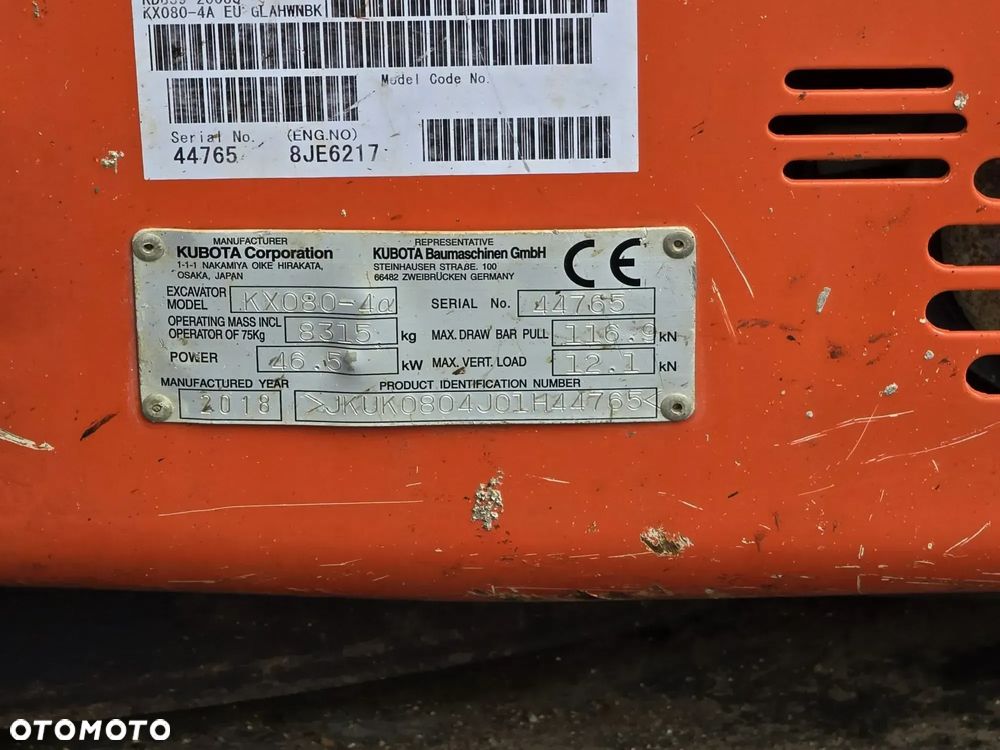 KX080-4A EU GLAHWNBK
Model Code No.
Serial No. (ENG.NO)
44765 8JE6217
MANUFACTURER REPRESENTATIVE
KUBOTA Corporation KUBOTA Baumaschinen GmbH CE
1-1-1 NAKAMIYA OIKE HIRAKATA, STEINHAUSER STRAßE. 100
OSAKA, JAPAN 66482 ZWEIBRÜCKEN GERMANY
EXCAVATOR MODEL KX080-4α SERIAL No. 44765
OPERATING MASS INCL OPERATOR OF 75Kg 8315 kg MAX. DRAW BAR PULL 116.9 kN
POWER 46.5 kW MAX. VERT. LOAD 12.1 kN
MANUFACTURED YEAR PRODUCT IDENTIFICATION NUMBER
2018 >JKUK0804J01H44765<
OTOMOTO